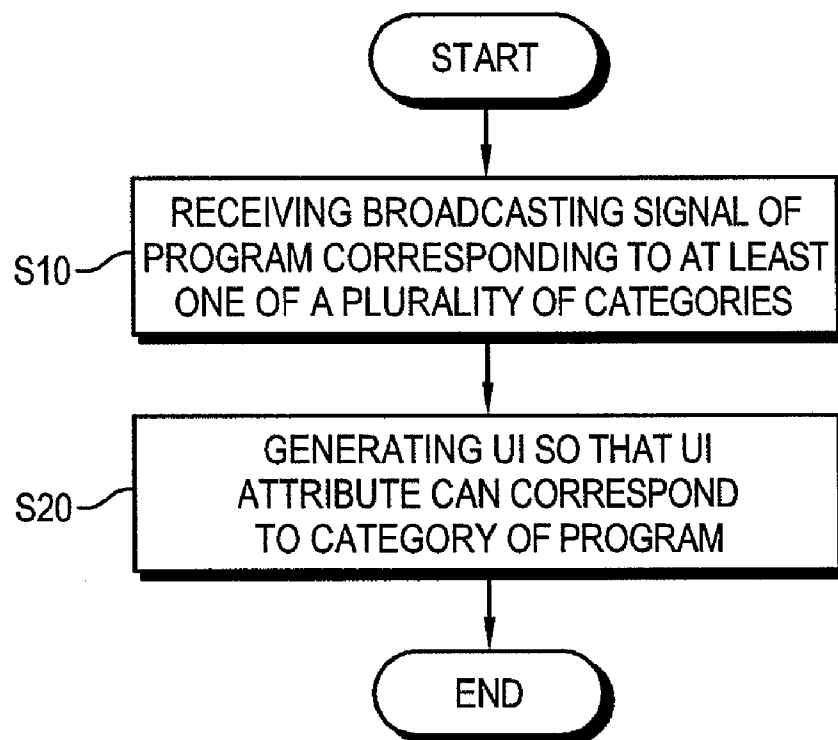 START
S10
RECEIVING BROADCASTING SIGNAL OF
PROGRAM CORRESPONDING TO AT LEAST
ONE OF A PLURALITY OF CATEGORIES
S20
GENERATING UI SO THAT UI
ATTRIBUTE CAN CORRESPOND
TO CATEGORY OF PROGRAM
END